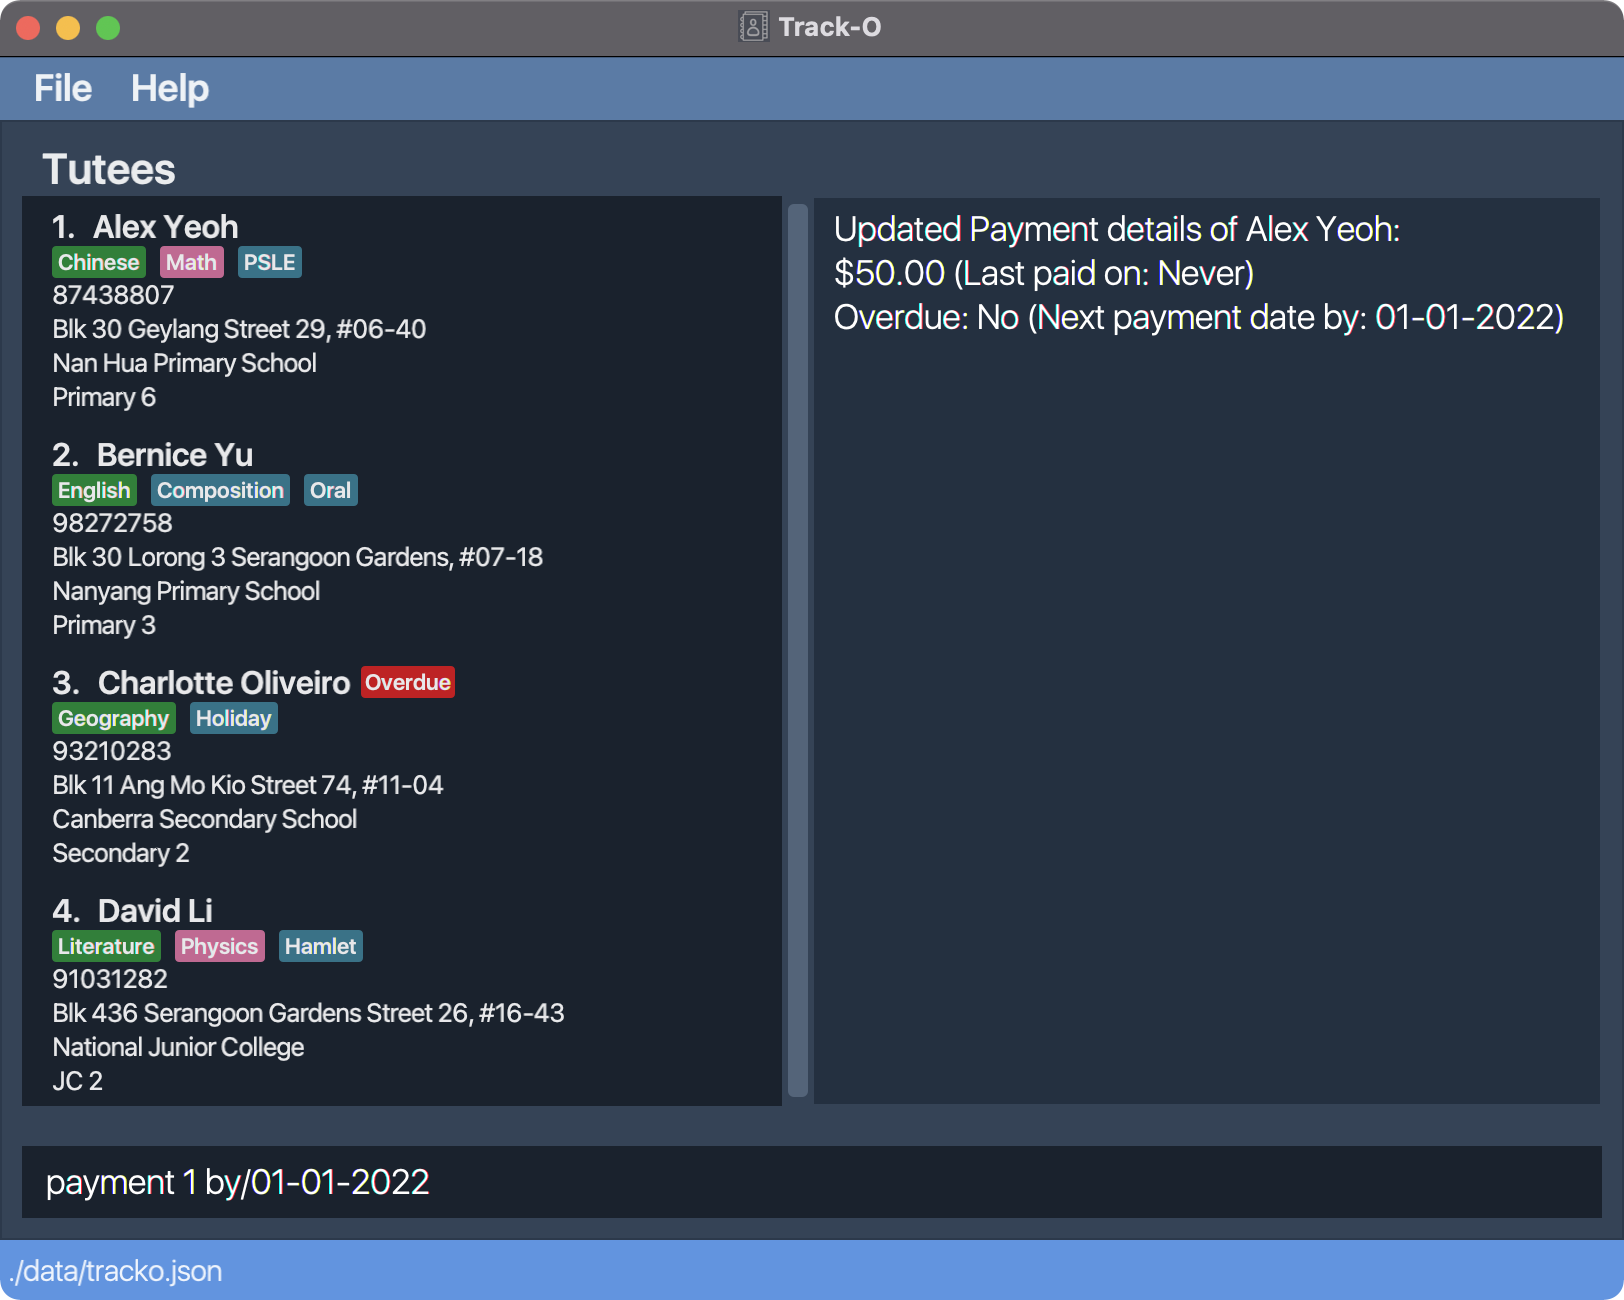 Track-O
File Help
Tutees
1. Alex Yeoh
Chinese Math PSLE
87438807
Blk 30 Geylang Street 29, #06-40
Nan Hua Primary School
Primary 6
2. Bernice Yu
English Composition Oral
98272758
Blk 30 Lorong 3 Serangoon Gardens, #07-18
Nanyang Primary School
Primary 3
3. Charlotte Oliveiro Overdue
Geography Holiday
93210283
Blk 11 Ang Mo Kio Street 74, #11-04
Canberra Secondary School
Secondary 2
4. David Li
Literature Physics Hamlet
91031282
Blk 436 Serangoon Gardens Street 26, #16-43
National Junior College
JC 2
Updated Payment details of Alex Yeoh:
$50.00 (Last paid on: Never)
Overdue: No (Next payment date by: 01-01-2022)
payment 1 by/01-01-2022
./data/tracko.json